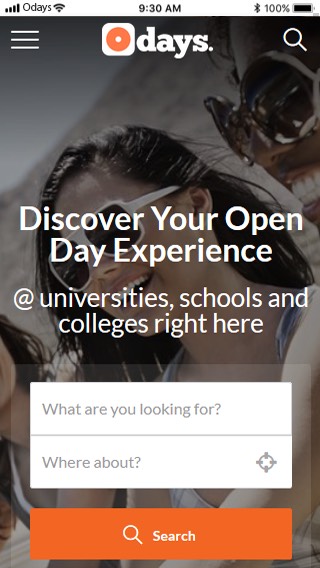 Odays 9:30 AM 100%
Odays.
Discover Your Open
Day Experience
@ universities, schools and
colleges right here
What are you looking for?
Where about?
Search